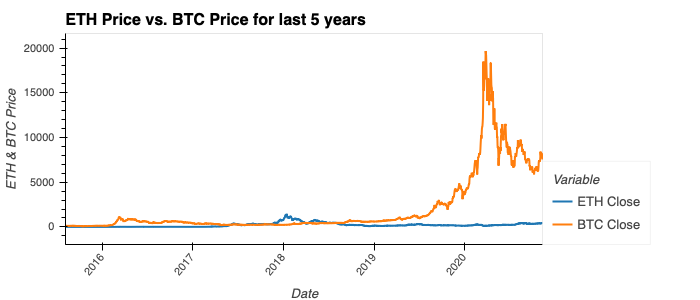 ETH Price vs. BTC Price for last 5 years
ETH & BTC Price
20000
15000
10000
5000
0
2016
2017
2018
2019
2020
Date
Variable
ETH Close
BTC Close